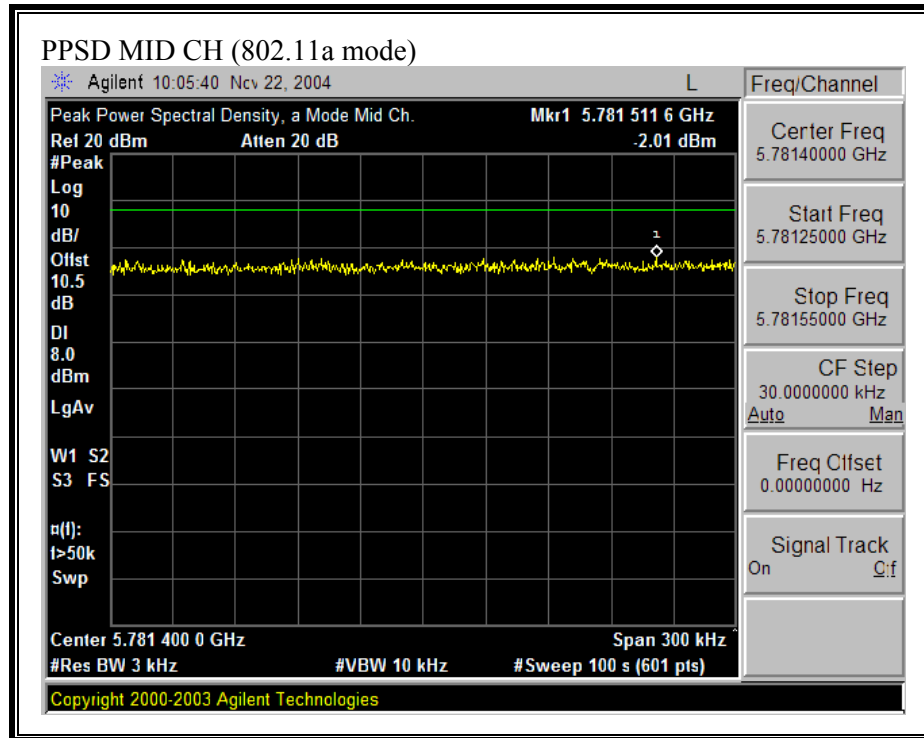 PPSD MID CH (802.11a mode)
Agilent 10:05:40 Nov 22, 2004 L
Freq/Channel
Peak Power Spectral Density, a Mode Mid Ch. Mkr1 5.781 511 6 GHz
Ref 20 dBm Atten 20 dB -2.01 dBm
#Peak
Log
10
dB/
Offst
10.5
dB
DI
8.0
dBm
LgAv
W1 S2
S3 FS
¤(f):
f>50k
Swp
1
Center 5.781 400 0 GHz Span 300 kHz
#Res BW 3 kHz #VBW 10 kHz #Sweep 100 s (601 pts)
Center Freq
5.78140000 GHz
Start Freq
5.78125000 GHz
Stop Freq
5.78155000 GHz
CF Step
30.0000000 kHz
Auto Man
Freq Offset
0.00000000 Hz
Signal Track
On Off
Copyright 2000-2003 Agilent Technologies